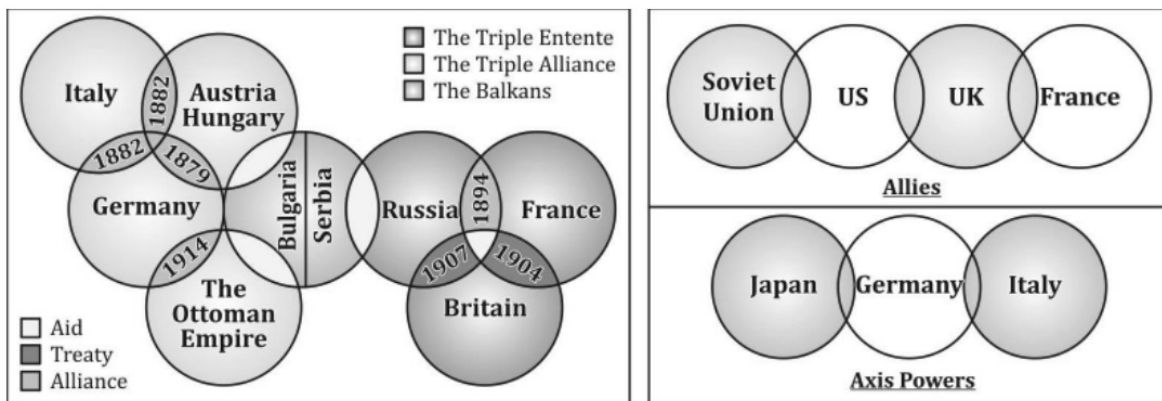 The Triple Entente
The Triple Alliance
The Balkans
Italy
1882
Austria
Hungary
1882
1879
Germany
Bulgaria
Serbia
Russia
1894
France
1914
1907
1904
The
Ottoman
Empire
Britain
Aid
Treaty
Alliance
Soviet
Union
US
UK
France
Allies
Japan
Germany
Italy
Axis Powers